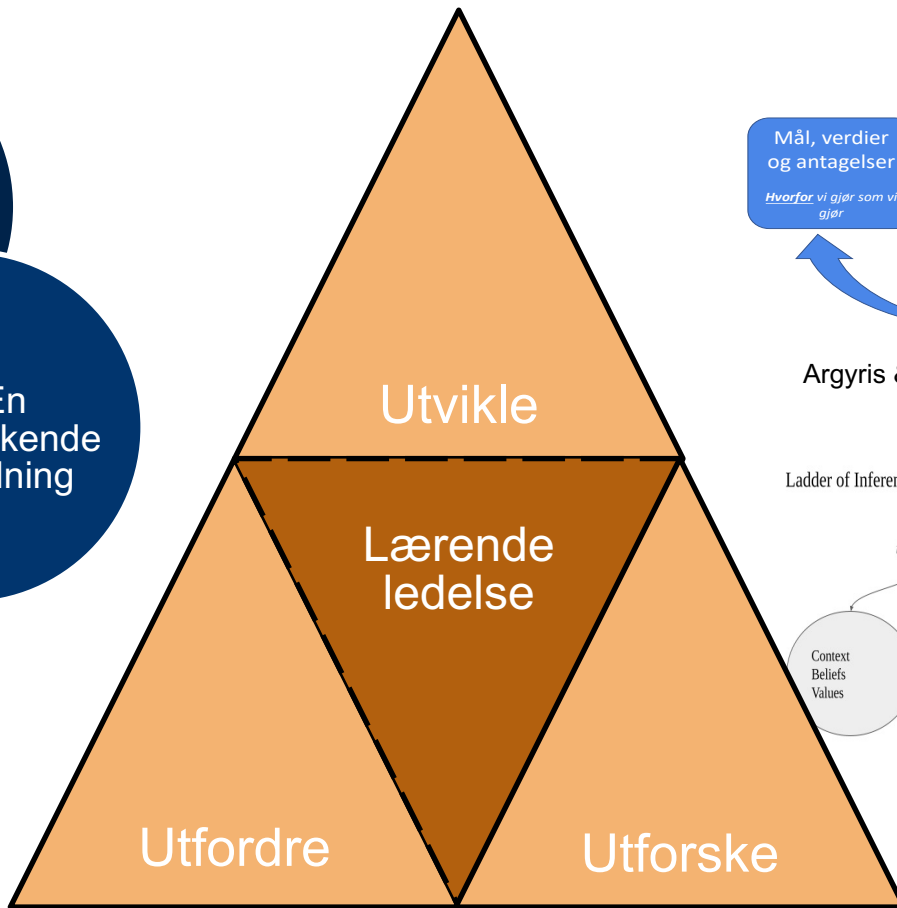 Mål, verdier
og antagelser
Hvorfor vi gjør som vi
gjør
Argyris &
En
kende
Utvikle
Ladder of Inferen
Lærende
ledelse
Context
Beliefs
Values
Utfordre
Utforske